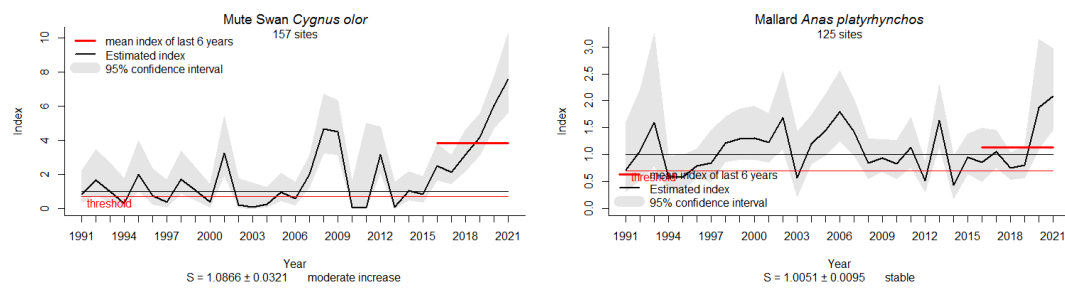 Mute Swan Cygnus olor
157 sites
mean index of last 6 years
Estimated index
95% confidence interval
Index
0
2
4
6
8
10
threshold
1991 1994 1997 2000 2003 2006 2009 2012 2015 2018 2021
Year
S = 1.0866 ± 0.0321 moderate increase
Mallard Anas platyrhynchos
125 sites
Index
0.0
0.5
1.0
1.5
2.0
2.5
3.0
threshold
mean index of last 6 years
Estimated index
95% confidence interval
1991 1994 1997 2000 2003 2006 2009 2012 2015 2018 2021
Year
S = 1.0051 ± 0.0095 stable